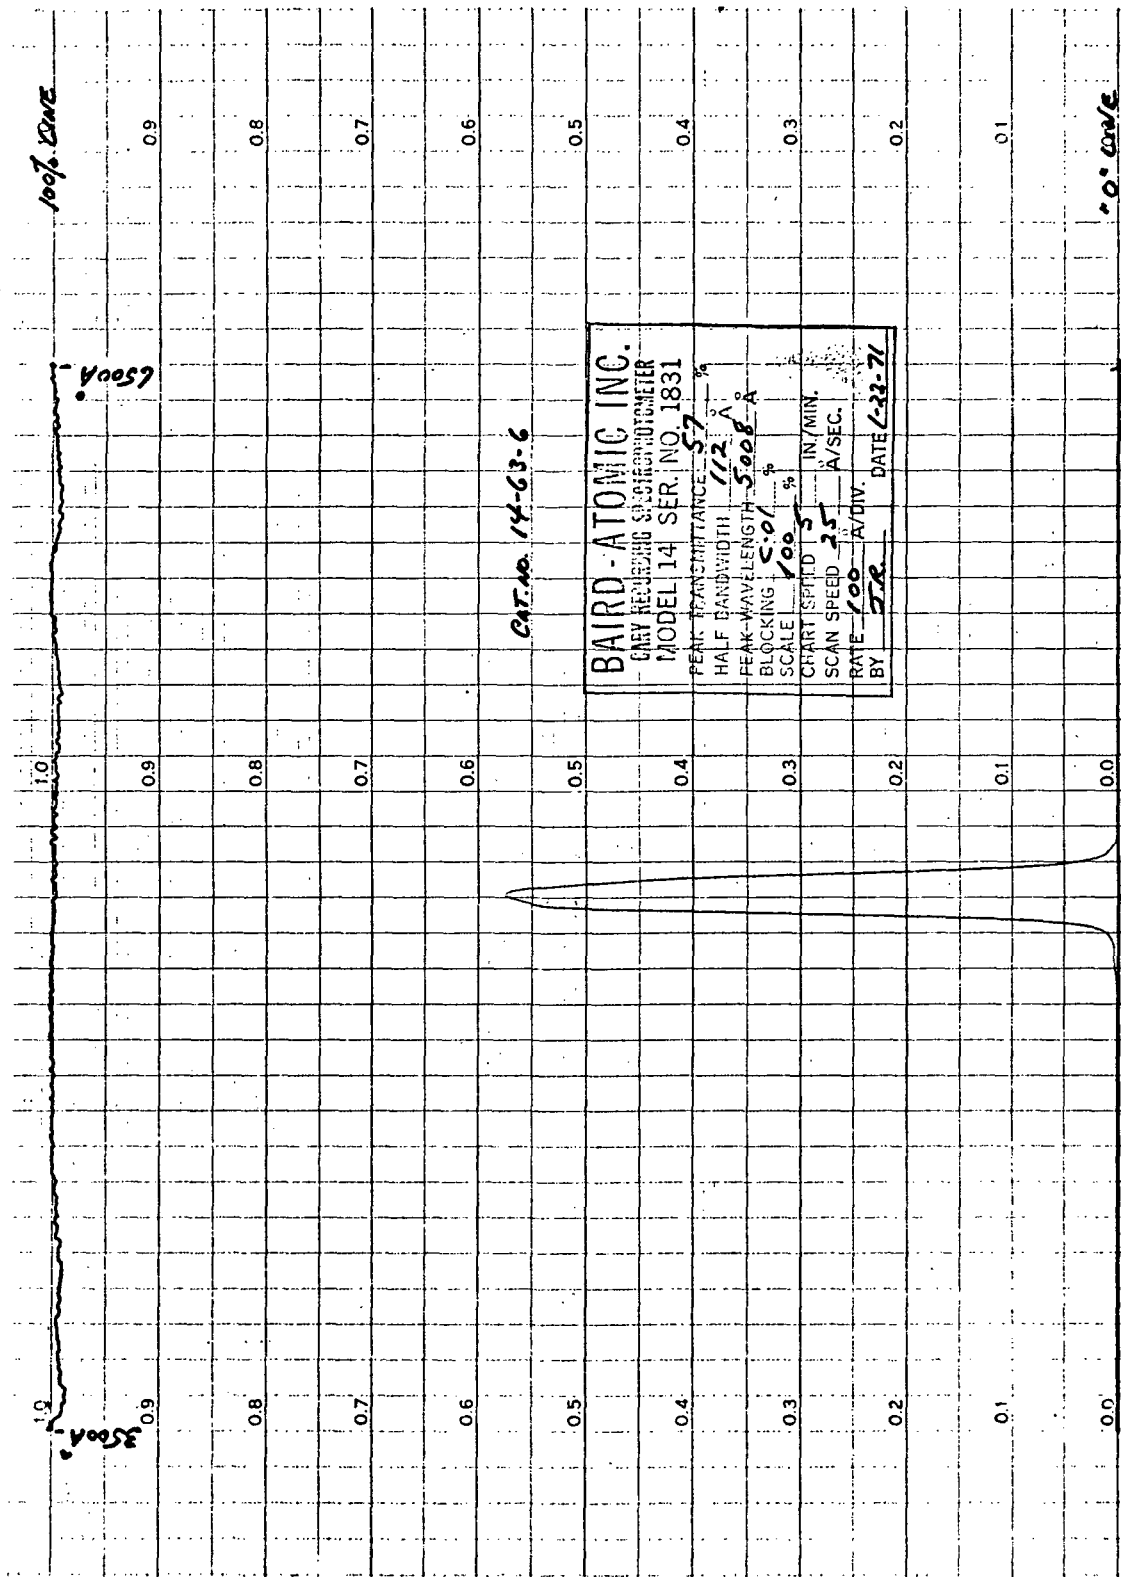 100% LINE
0.9
0.8
0.7
0.6
0.5
0.4
0.3
0.2
0.1
"0" LINE
6500Å
CAT. NO. 14-63-6
BAIRD-ATOMIC INC.
CARY RECORDING SPECTROPHOTOMETER
MODEL 14 SER. NO. 1831
PEAK TRANSMITTANCE 57 %
HALF BANDWIDTH 112 Å
PEAK WAVELENGTH 5008 Å
BLOCKING <.01 %
SCALE 100 %
CHART SPEED 5 IN./MIN.
SCAN SPEED 25 Å/SEC.
RATE 100 Å/DIV.
BY J.R. DATE 1-22-71
1.0
0.9
0.8
0.7
0.6
0.5
0.4
0.3
0.2
0.1
0.0
3500Å
1.0
0.9
0.8
0.7
0.6
0.5
0.4
0.3
0.2
0.1
0.0